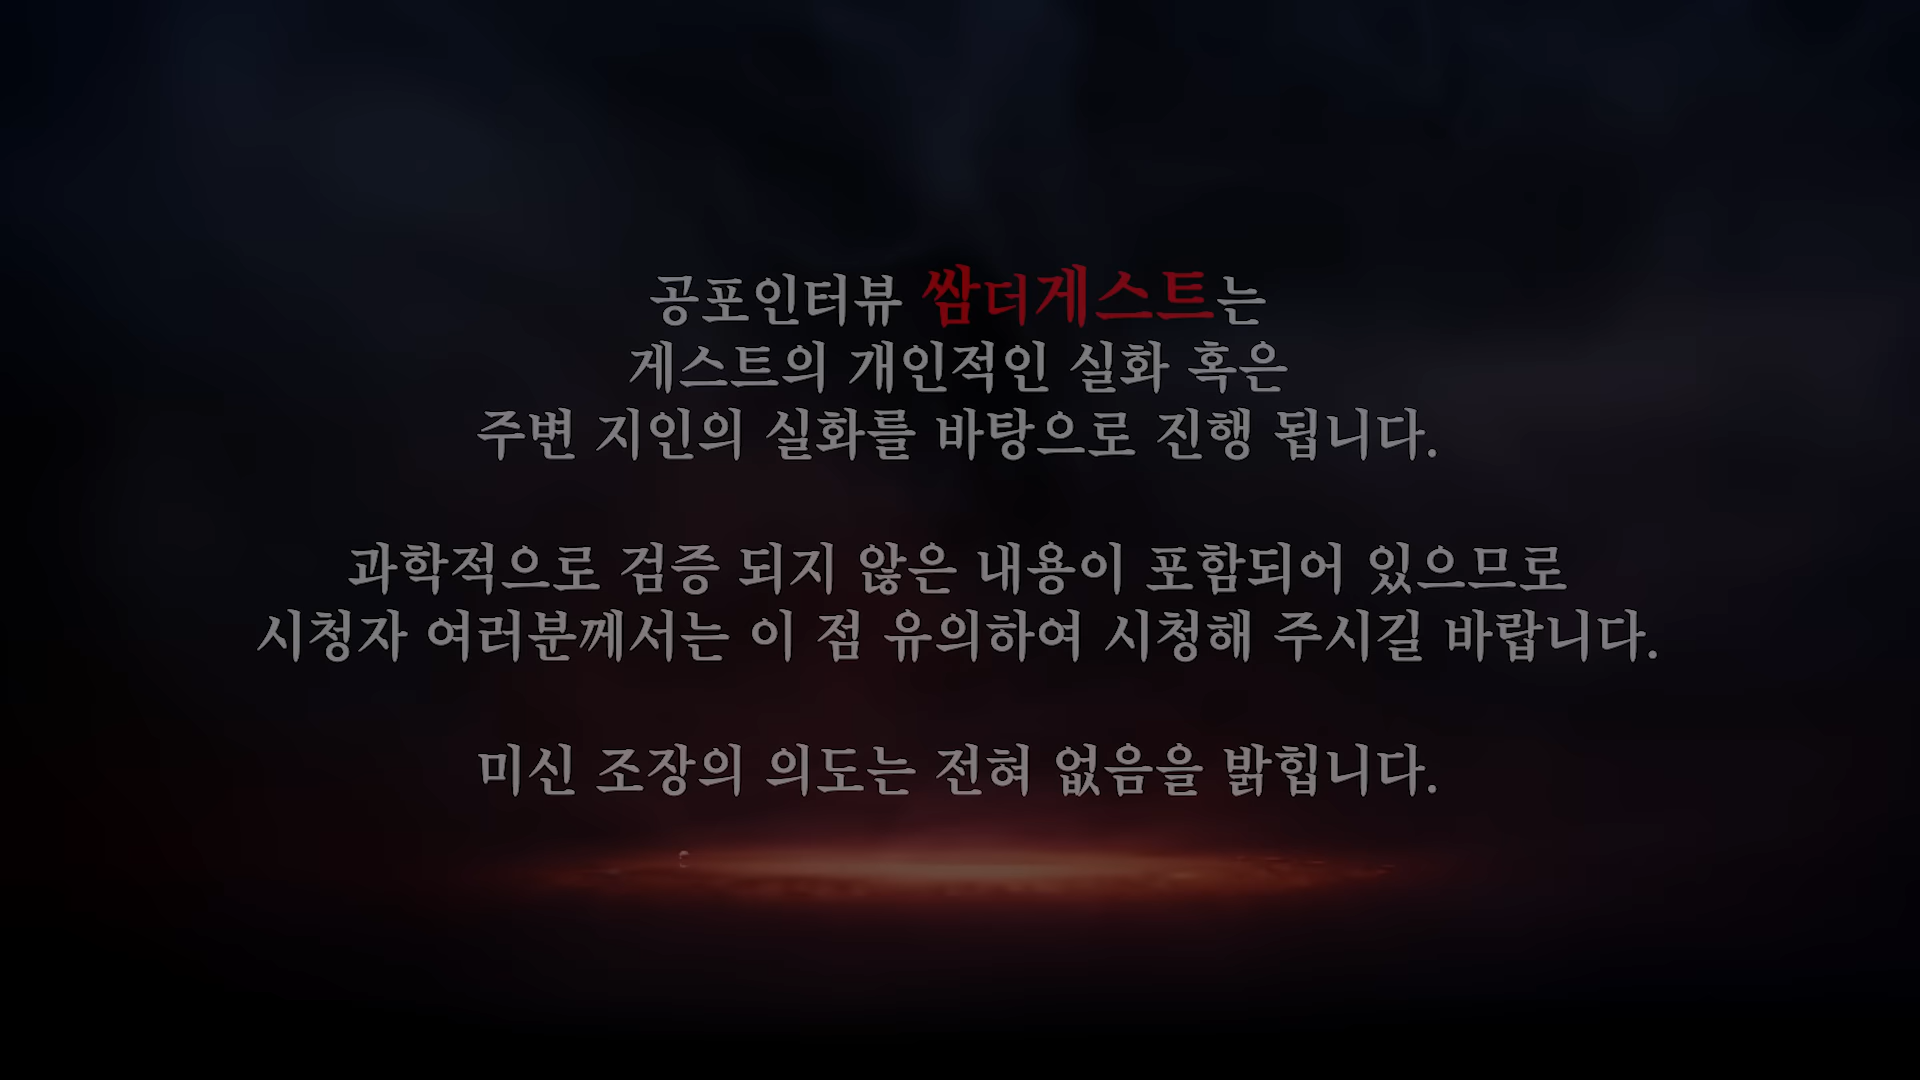 공포인터뷰 쌈더게스트는
게스트의 개인적인 실화 혹은
주변 지인의 실화를 바탕으로 진행 됩니다.
과학적으로 검증 되지 않은 내용이 포함되어 있으므로
시청자 여러분께서는 이 점 유의하여 시청해 주시길 바랍니다.
미신 조장의 의도는 전혀 없음을 밝힙니다.